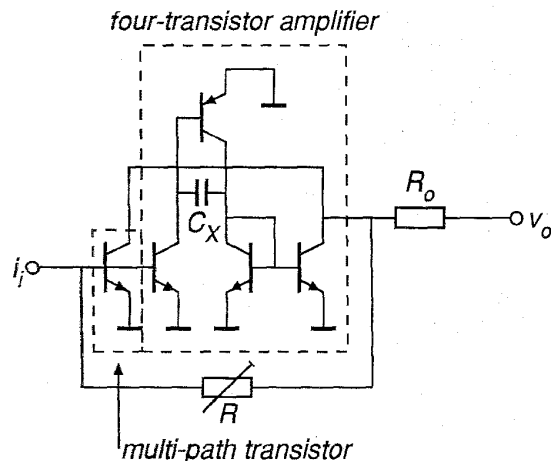 four-transistor amplifier
C_X
R_o
i_i
v_o
R
multi-path transistor